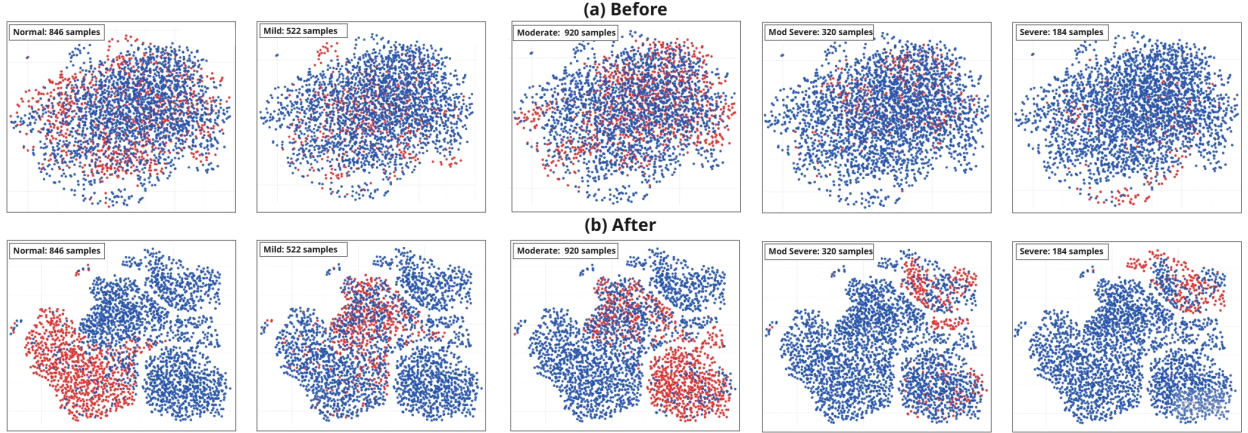 (a) Before
Normal: 846 samples
Mild: 522 samples
Moderate: 920 samples
Mod Severe: 320 samples
Severe: 184 samples
(b) After
Normal: 846 samples
Mild: 522 samples
Moderate: 920 samples
Mod Severe: 320 samples
Severe: 184 samples